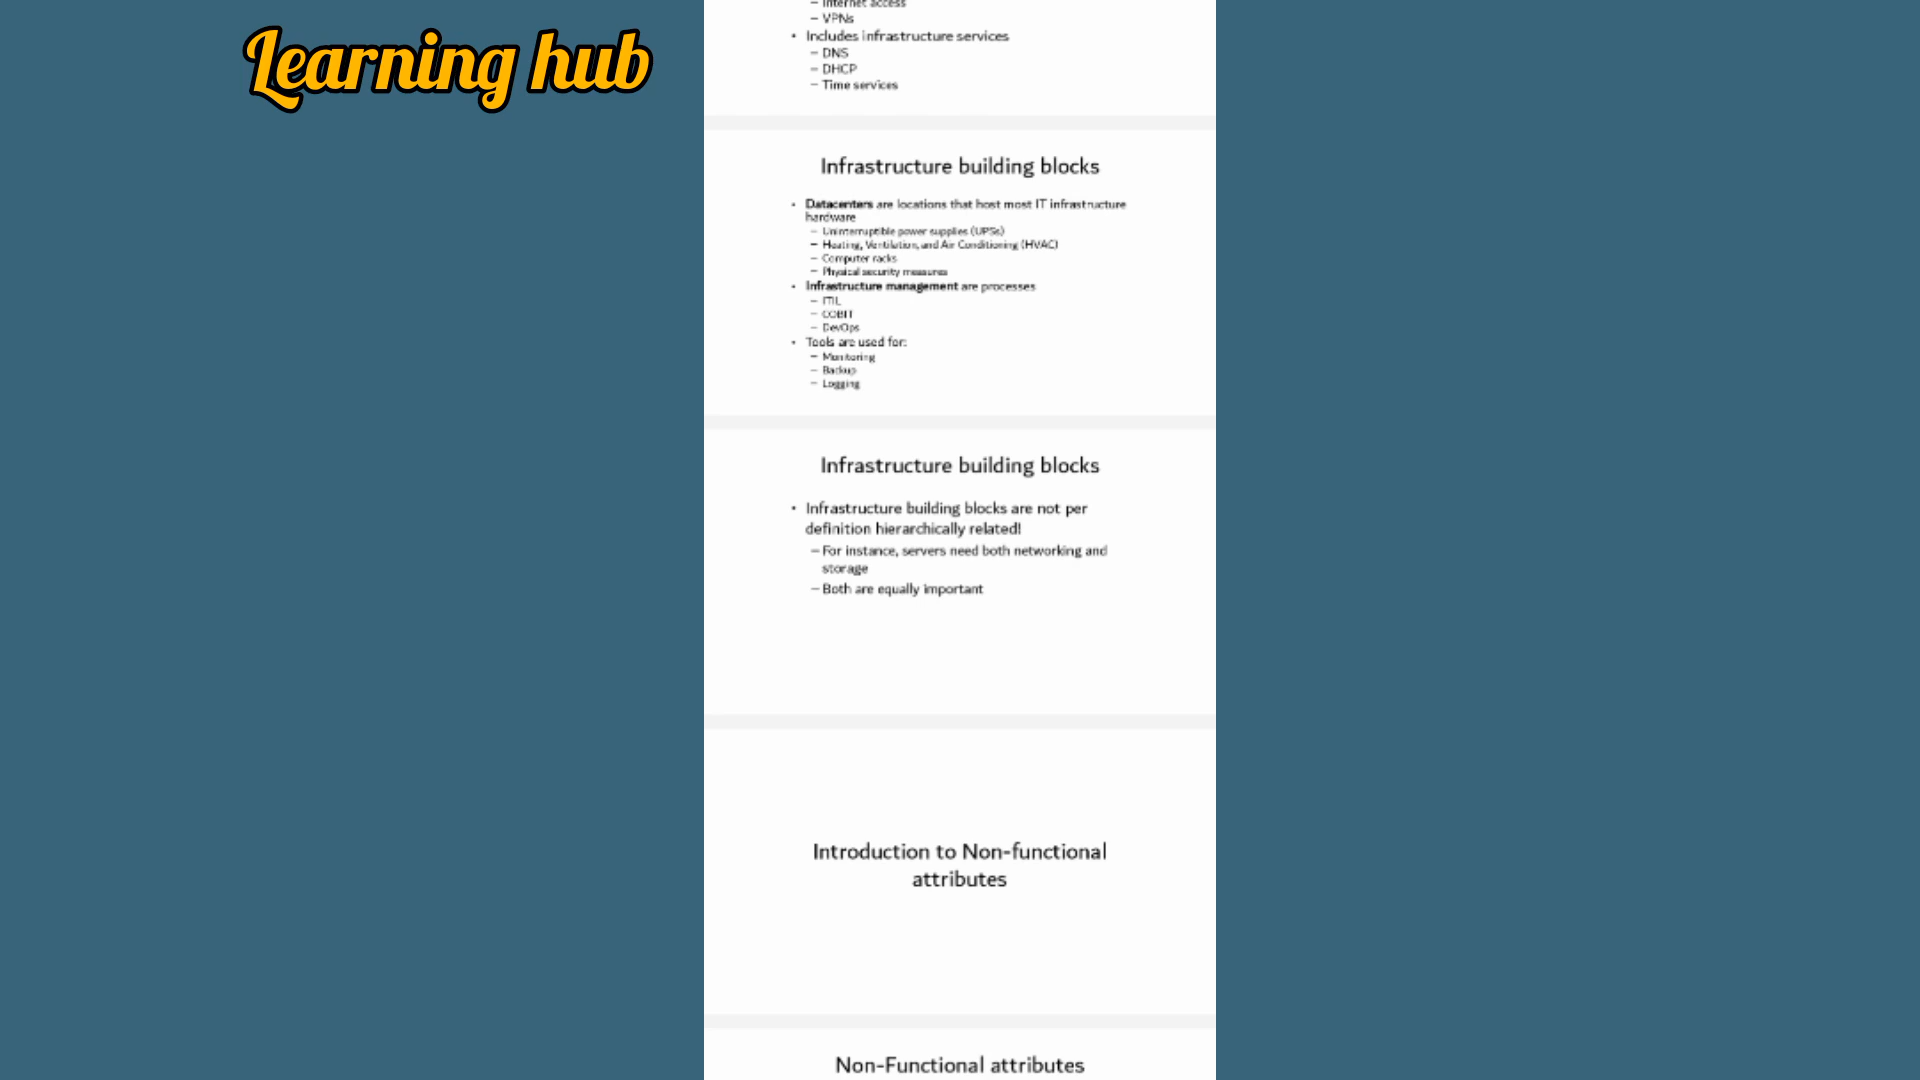 Learning hub
– Internet access
– VPNs
• Includes infrastructure services
– DNS
– DHCP
– Time services
Infrastructure building blocks
• Datacenters are locations that host most IT infrastructure
hardware
– Uninterruptible power supplies (UPSs)
– Heating, Ventilation, and Air Conditioning (HVAC)
– Computer racks
– Physical security measures
• Infrastructure management are processes
– ITIL
– COBIT
– DevOps
• Tools are used for:
– Monitoring
– Backup
– Logging
Infrastructure building blocks
• Infrastructure building blocks are not per
definition hierarchically related!
– For instance, servers need both networking and
storage
– Both are equally important
Introduction to Non-functional
attributes
Non-Functional attributes